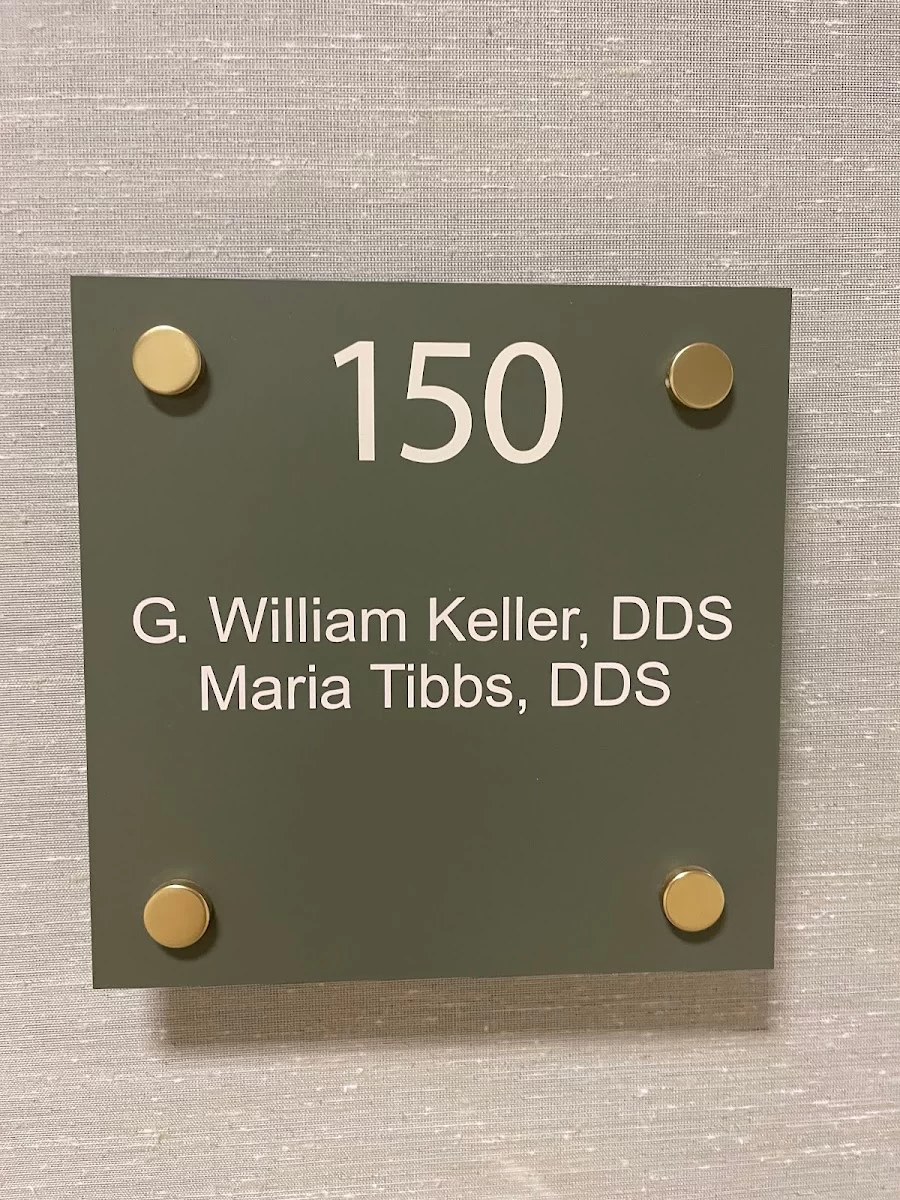 150
G. William Keller, DDS
Maria Tibbs, DDS